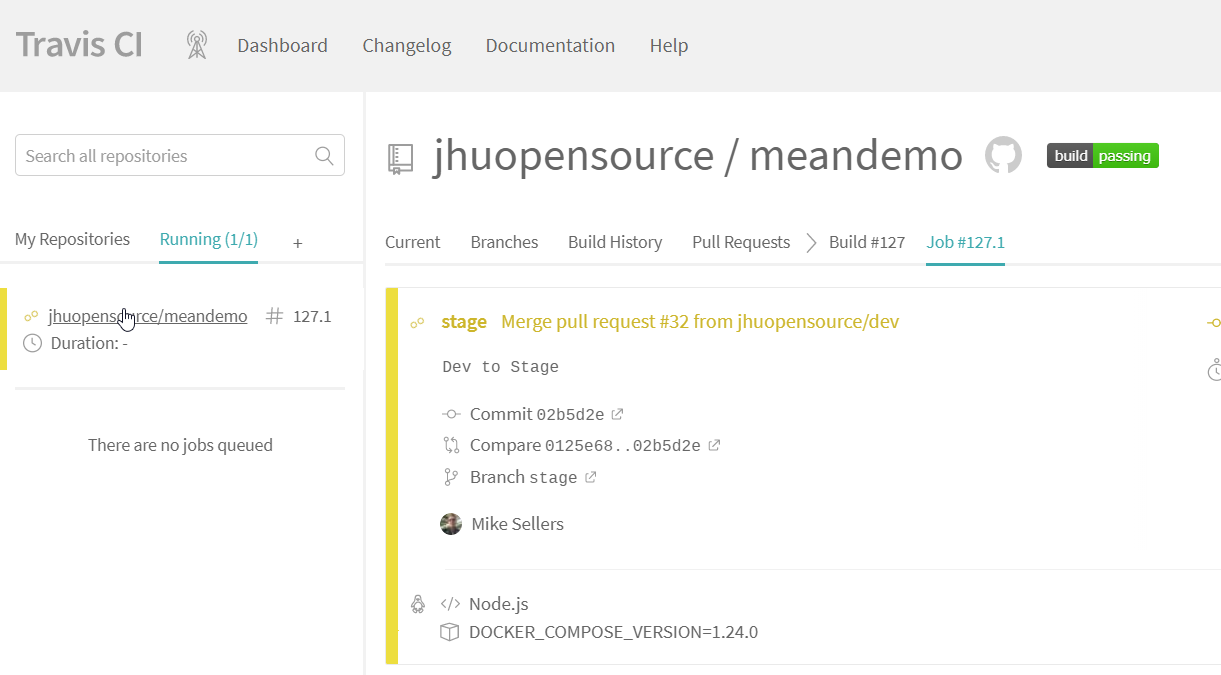 Travis CI Dashboard Changelog Documentation Help
Search all repositories
jhuopensource / meandemo build passing
My Repositories Running (1/1) +
Current Branches Build History Pull Requests Build #127 Job #127.1
jhuopensource/meandemo # 127.1
Duration: -
There are no jobs queued
stage Merge pull request #32 from jhuopensource/dev
Dev to Stage
Commit 02b5d2e
Compare 0125e68..02b5d2e
Branch stage
Mike Sellers
</> Node.js
DOCKER_COMPOSE_VERSION=1.24.0